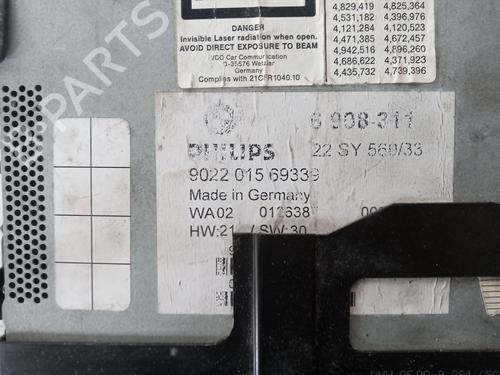 DANGER
Invisible Laser radiation when open.
AVOID DIRECT EXPOSURE TO BEAM
VDO Car Communication
D-35576 Wetzlar
Germany
Complies with 21CFR1040.10
4,829,419 4,825,364
4,531,182 4,396,976
4,121,284 4,120,523
4,471,385 4,672,457
4,942,516 4,896,260
4,686,622 4,371,923
4,435,732 4,739,396
6 908-311
PHILIPS 22 SY 560/33
9022 015 69339
Made in Germany
WA02
HW:21 / SW:30